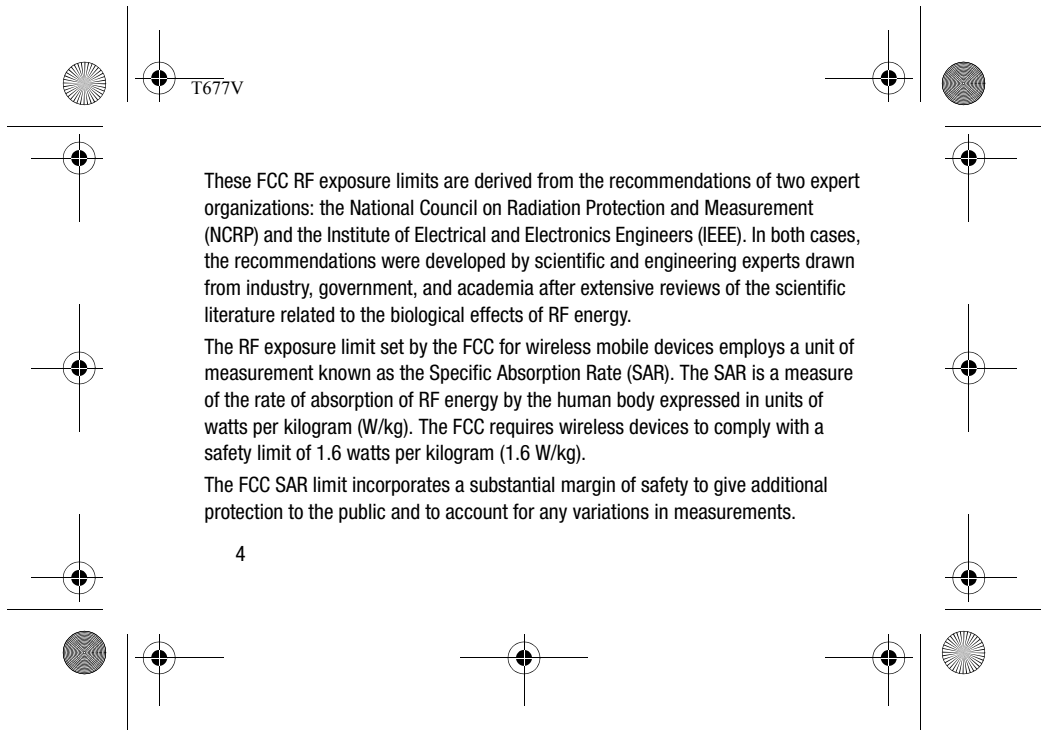 T677V
These FCC RF exposure limits are derived from the recommendations of two expert
organizations: the National Council on Radiation Protection and Measurement
(NCRP) and the Institute of Electrical and Electronics Engineers (IEEE). In both cases,
the recommendations were developed by scientific and engineering experts drawn
from industry, government, and academia after extensive reviews of the scientific
literature related to the biological effects of RF energy.
The RF exposure limit set by the FCC for wireless mobile devices employs a unit of
measurement known as the Specific Absorption Rate (SAR). The SAR is a measure
of the rate of absorption of RF energy by the human body expressed in units of
watts per kilogram (W/kg). The FCC requires wireless devices to comply with a
safety limit of 1.6 watts per kilogram (1.6 W/kg).
The FCC SAR limit incorporates a substantial margin of safety to give additional
protection to the public and to account for any variations in measurements.
4